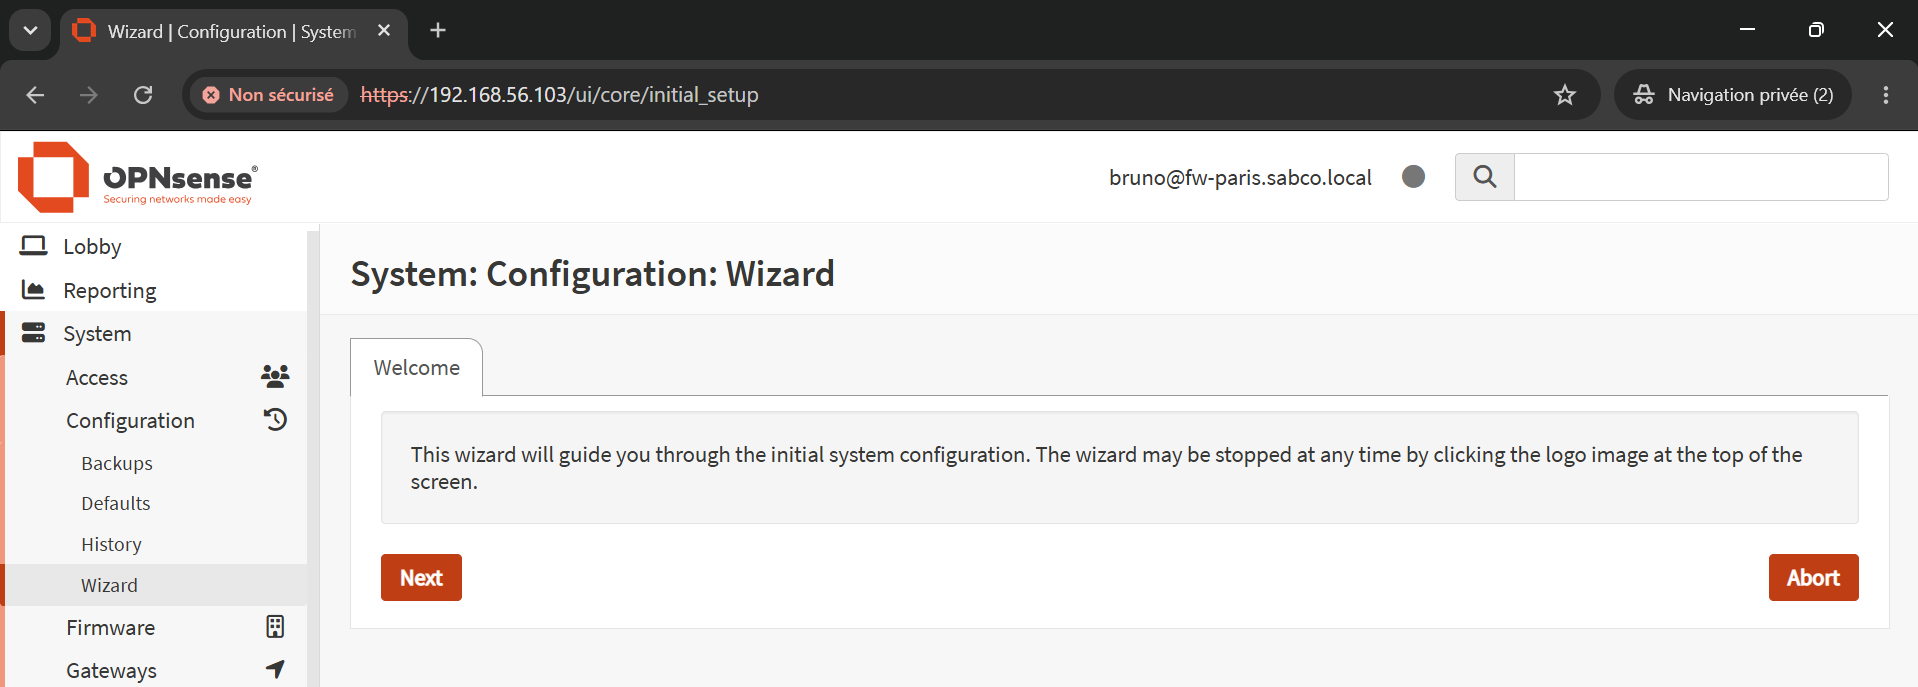 Wizard | Configuration | System
Non sécurisé
https://192.168.56.103/ui/core/initial_setup
Navigation privée (2)
OPNsense®
Securing networks made easy
bruno@fw-paris.sabco.local
Lobby
Reporting
System
Access
Configuration
Backups
Defaults
History
Wizard
Firmware
Gateways
System: Configuration: Wizard
Welcome
This wizard will guide you through the initial system configuration. The wizard may be stopped at any time by clicking the logo image at the top of the
screen.
Next
Abort